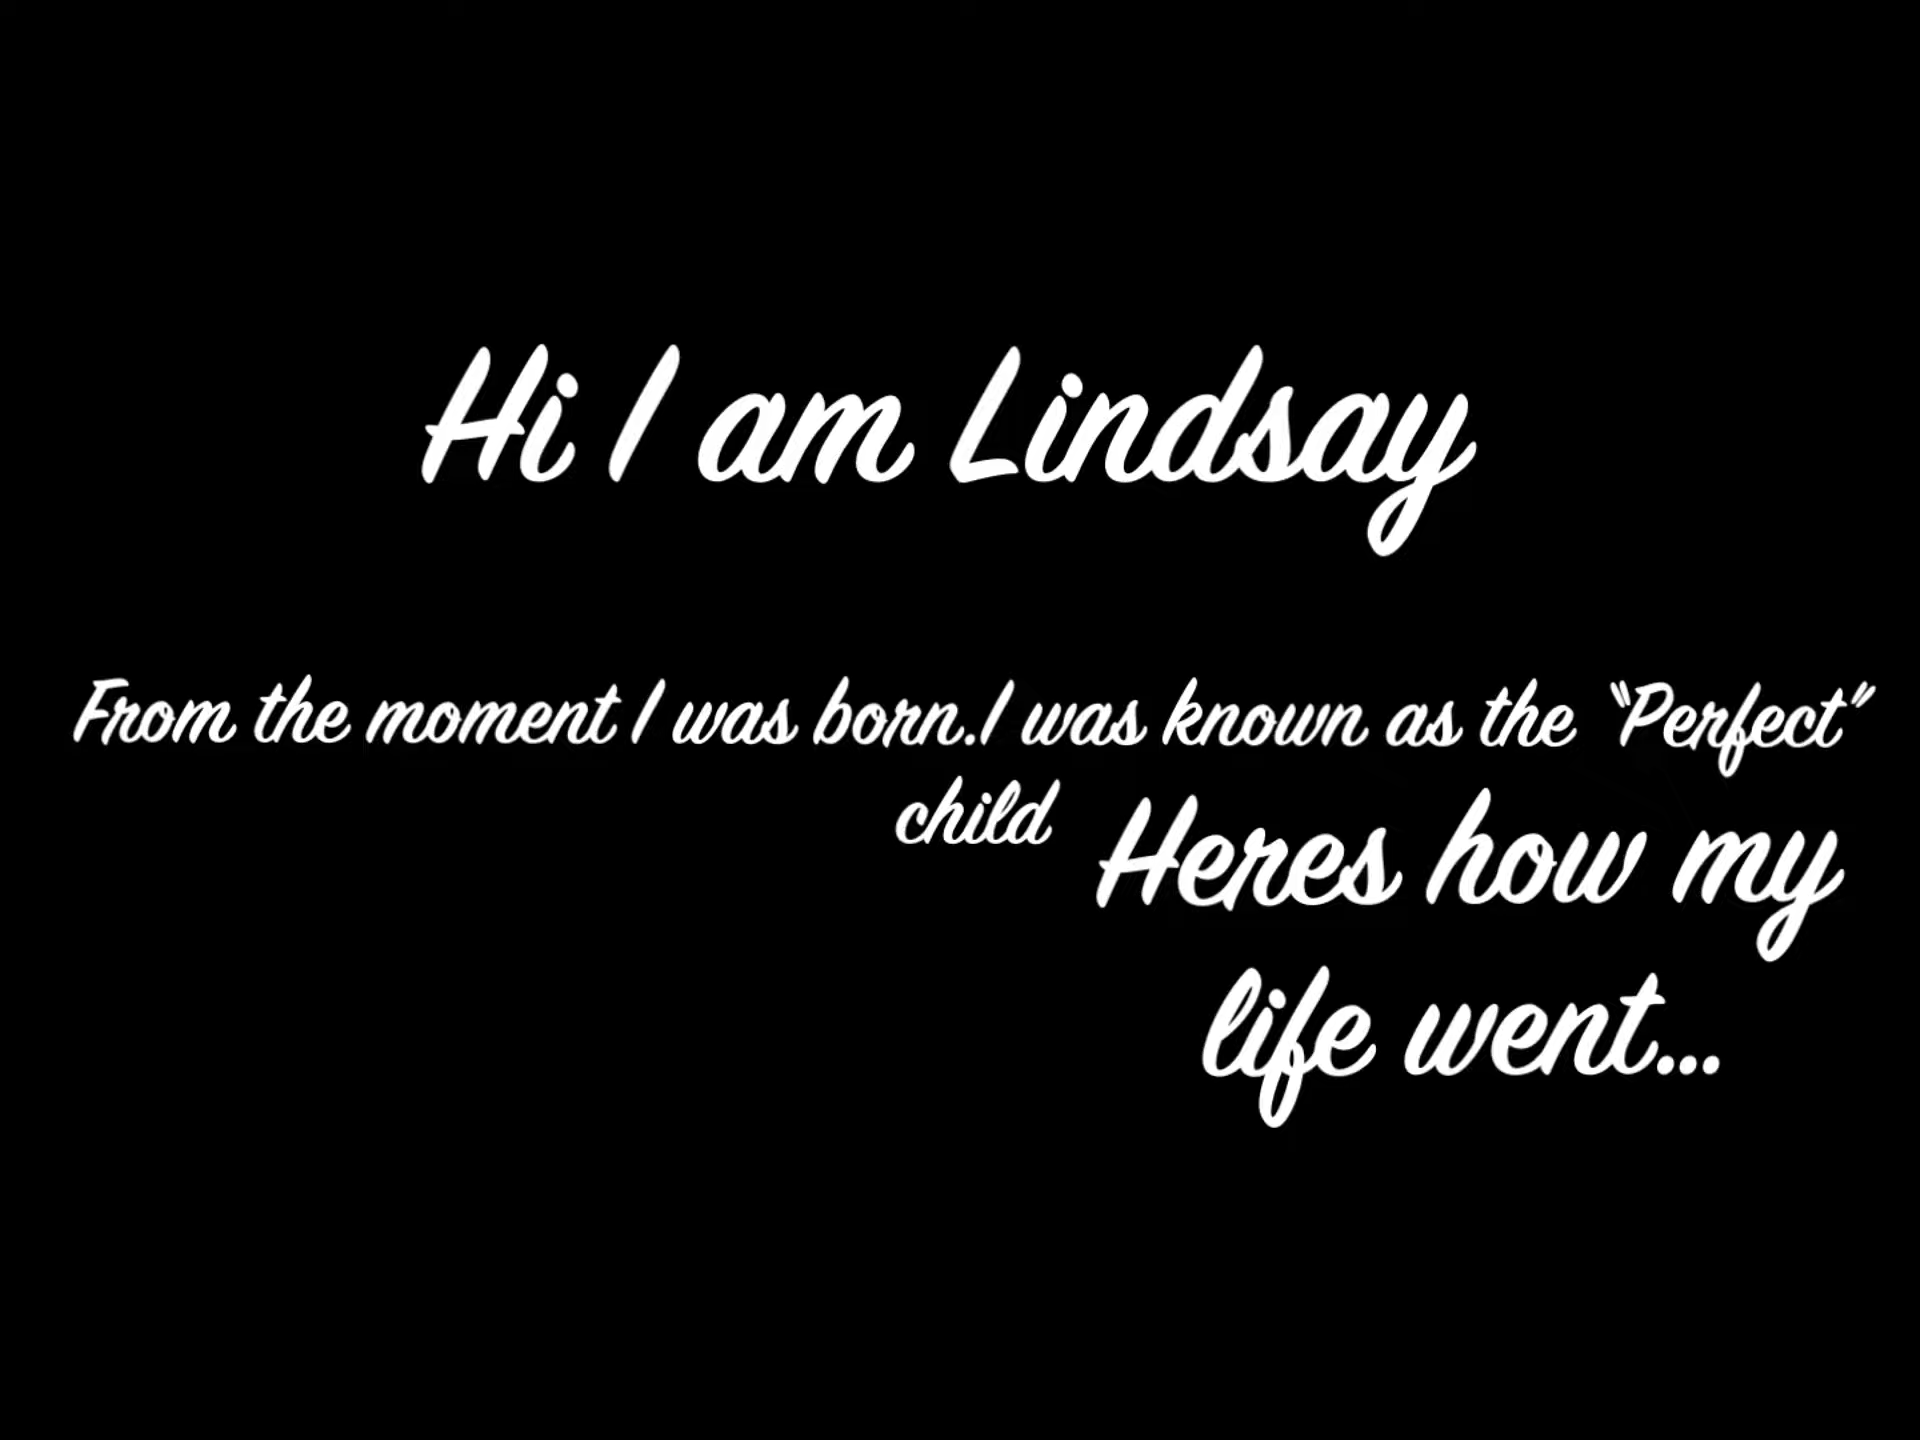 Hi I am Lindsay
From the moment I was born.I was known as the “Perfect”
child
Heres how my
life went...